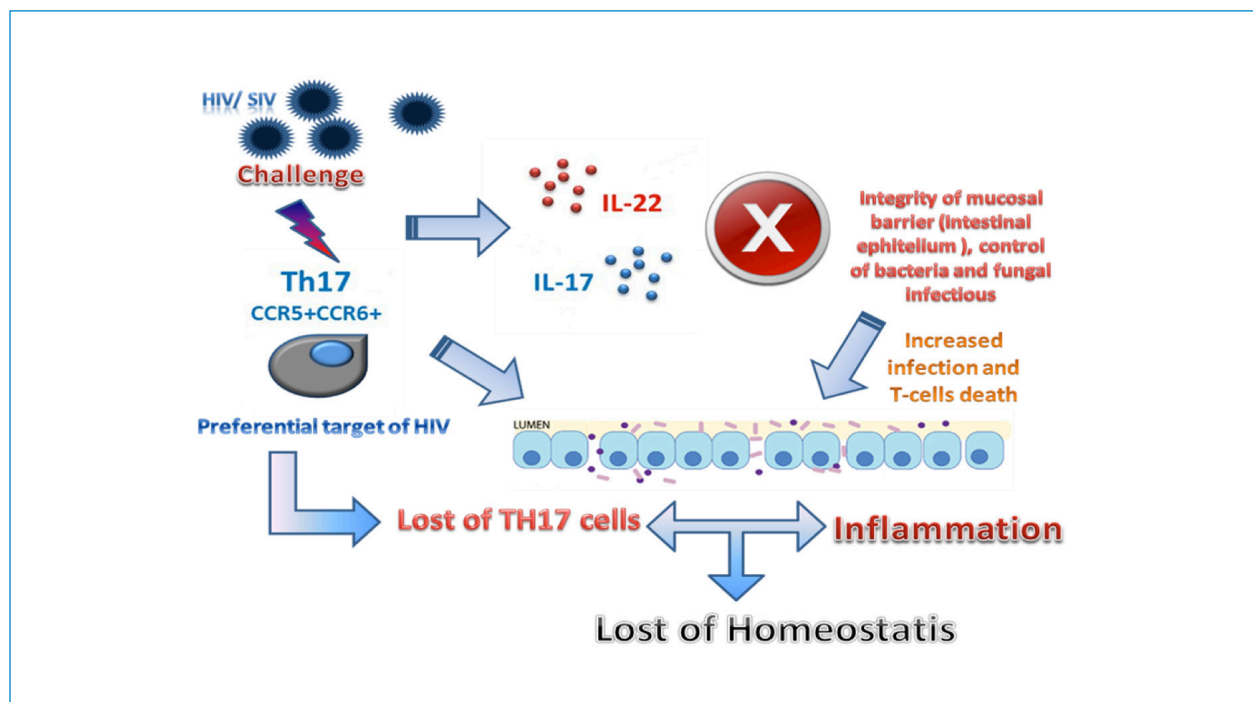 HIV/ SIV
Challenge
Th17
CCR5+CCR6+
Preferential target of HIV
IL-22
IL-17
X
Integrity of mucosal
barrier (Intestinal
ephitelium ), control
of bacteria and fungal
infectious
Increased
infection and
T-cells death
LUMEN
Lost of TH17 cells
Inflammation
Lost of Homeostatis